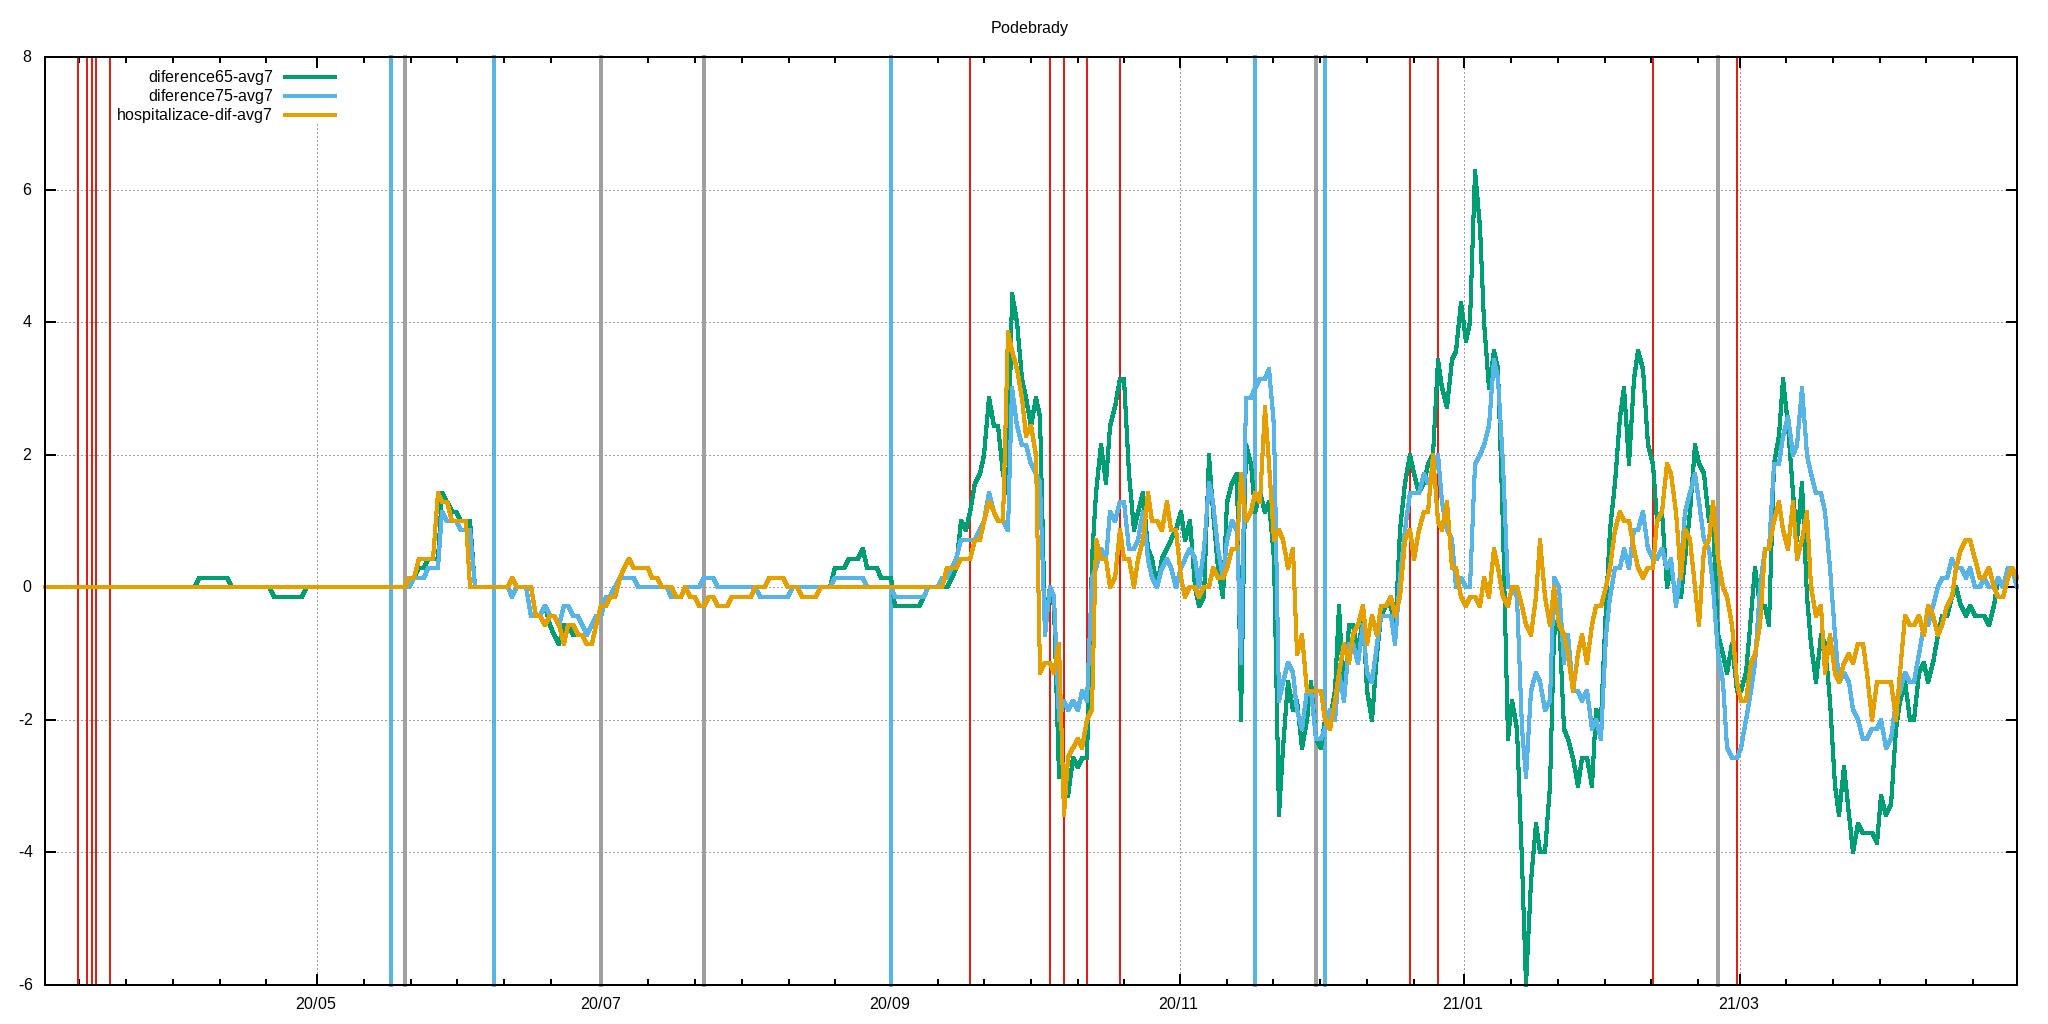 Podebrady
8
diference65-avg7
diference75-avg7
hospitalizace-dif-avg7
6
4
2
0
-2
-4
-6
20/05 20/07 20/09 20/11 21/01 21/03